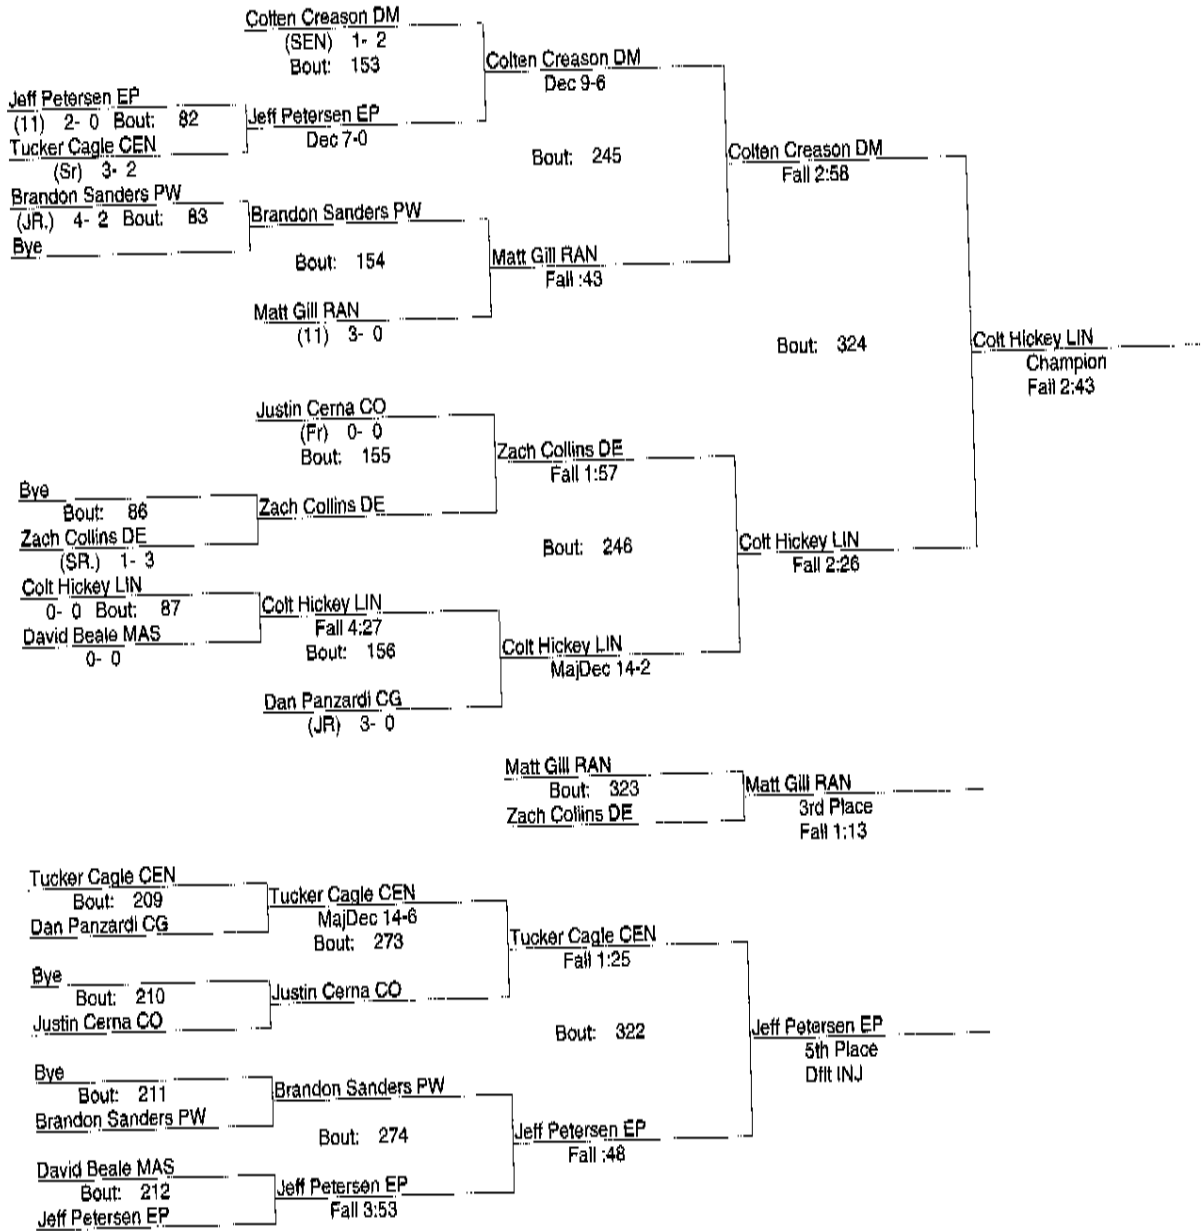 Colten Creason DM
(SEN) 1- 2
Bout: 153
Colten Creason DM
Dec 9-6
Jeff Petersen EP
(11) 2- 0 Bout: 82
Jeff Petersen EP
Dec 7-0
Tucker Cagle CEN
(Sr) 3- 2
Bout: 245
Colten Creason DM
Fall 2:58
Brandon Sanders PW
(JR.) 4- 2 Bout: 83
Brandon Sanders PW
Bye
Bout: 154
Matt Gill RAN
Fall :43
Matt Gill RAN
(11) 3- 0
Bout: 324
Colt Hickey LIN
Champion
Fall 2:43
Justin Cerna CO
(Fr) 0- 0
Bout: 155
Zach Collins DE
Fall 1:57
Bye
Bout: 86
Zach Collins DE
Zach Collins DE
(SR.) 1- 3
Bout: 246
Colt Hickey LIN
Fall 2:26
Colt Hickey LIN
0- 0 Bout: 87
Colt Hickey LIN
Fall 4:27
David Beale MAS
0- 0
Bout: 156
Colt Hickey LIN
MajDec 14-2
Dan Panzardi CG
(JR) 3- 0
Matt Gill RAN
Bout: 323
Zach Collins DE
Matt Gill RAN
3rd Place
Fall 1:13
Tucker Cagle CEN
Bout: 209
Dan Panzardi CG
Tucker Cagle CEN
MajDec 14-6
Bout: 273
Tucker Cagle CEN
Fall 1:25
Bye
Bout: 210
Justin Cerna CO
Justin Cerna CO
Bout: 322
Jeff Petersen EP
5th Place
Dflt INJ
Bye
Bout: 211
Brandon Sanders PW
Brandon Sanders PW
Bout: 274
Jeff Petersen EP
Fall :48
David Beale MAS
Bout: 212
Jeff Petersen EP
Jeff Petersen EP
Fall 3:53